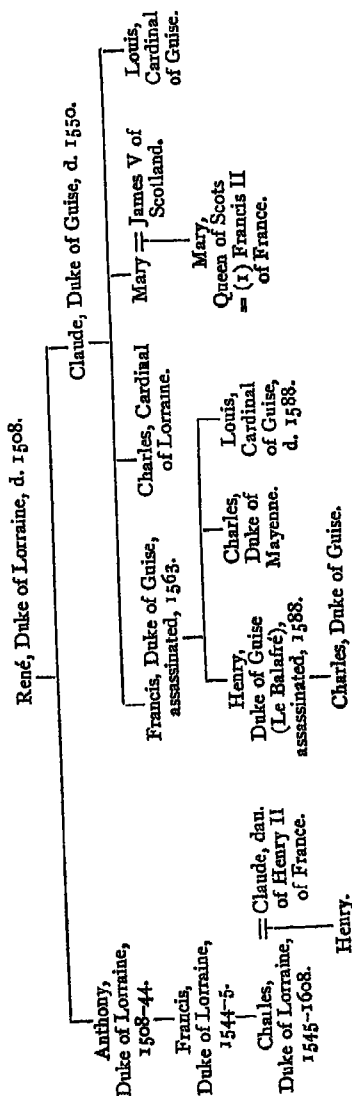 René, Duke of Lorraine, d. 1508.
Anthony,
Duke of Lorraine,
1508–44.
Claude, Duke of Guise, d. 1550.
Francis,
Duke of Lorraine,
1544–5.
Francis, Duke of Guise,
assassinated, 1563.
Charles, Cardinal
of Lorraine.
Mary = James V of
Scotland.
Louis,
Cardinal
of Guise.
Charles,
Duke of Lorraine,
1545–1608.
= Claude, dau.
of Henry II
of France.
Henry,
Duke of Guise
(Le Balafré),
assassinated, 1588.
Charles,
Duke of
Mayenne.
Louis,
Cardinal
of Guise,
d. 1588.
Mary,
Queen of Scots
= (1) Francis II
of France.
Henry.
Charles, Duke of Guise.